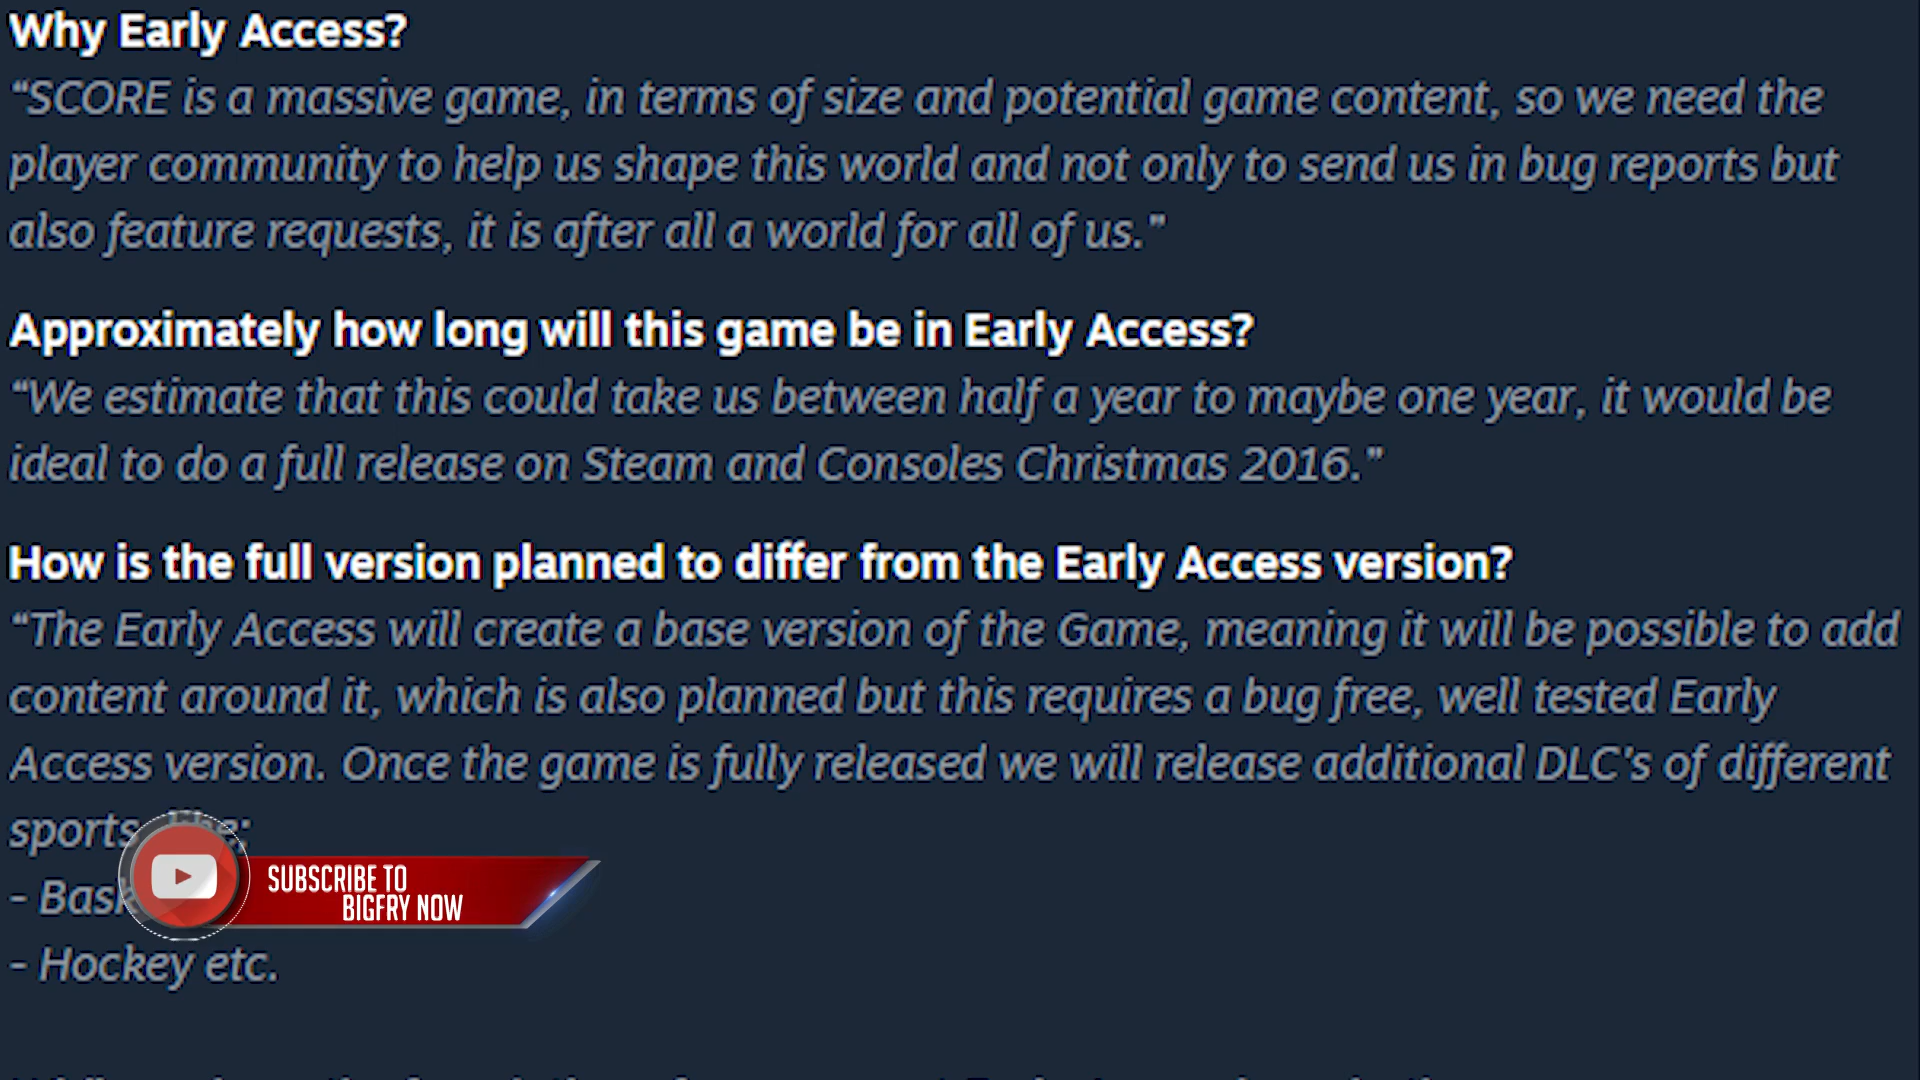 Why Early Access?
“SCORE is a massive game, in terms of size and potential game content, so we need the
player community to help us shape this world and not only to send us in bug reports but
also feature requests, it is after all a world for all of us.”
Approximately how long will this game be in Early Access?
“We estimate that this could take us between half a year to maybe one year, it would be
ideal to do a full release on Steam and Consoles Christmas 2016.”
How is the full version planned to differ from the Early Access version?
“The Early Access will create a base version of the Game, meaning it will be possible to add
content around it, which is also planned but this requires a bug free, well tested Early
Access version. Once the game is fully released we will release additional DLC's of different
sports
-
SUBSCRIBE TO
BIGFRY NOW
- Hockey etc.